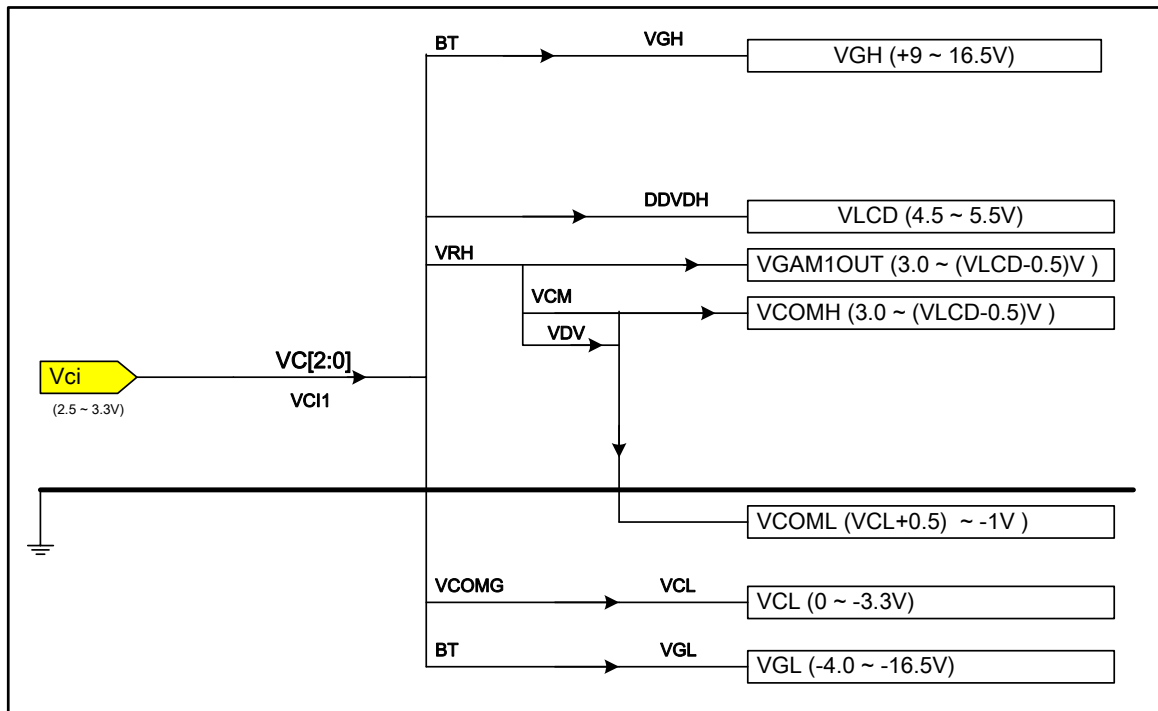 BT VGH VGH (+9 ~ 16.5V)
DDVDH VLCD (4.5 ~ 5.5V)
VRH VGAM1OUT (3.0 ~ (VLCD-0.5)V )
VCM VCOMH (3.0 ~ (VLCD-0.5)V )
VDV
Vci VC[2:0]
(2.5 ~ 3.3V) VCI1
VCOML (VCL+0.5) ~ -1V )
VCOMG VCL VCL (0 ~ -3.3V)
BT VGL VGL (-4.0 ~ -16.5V)